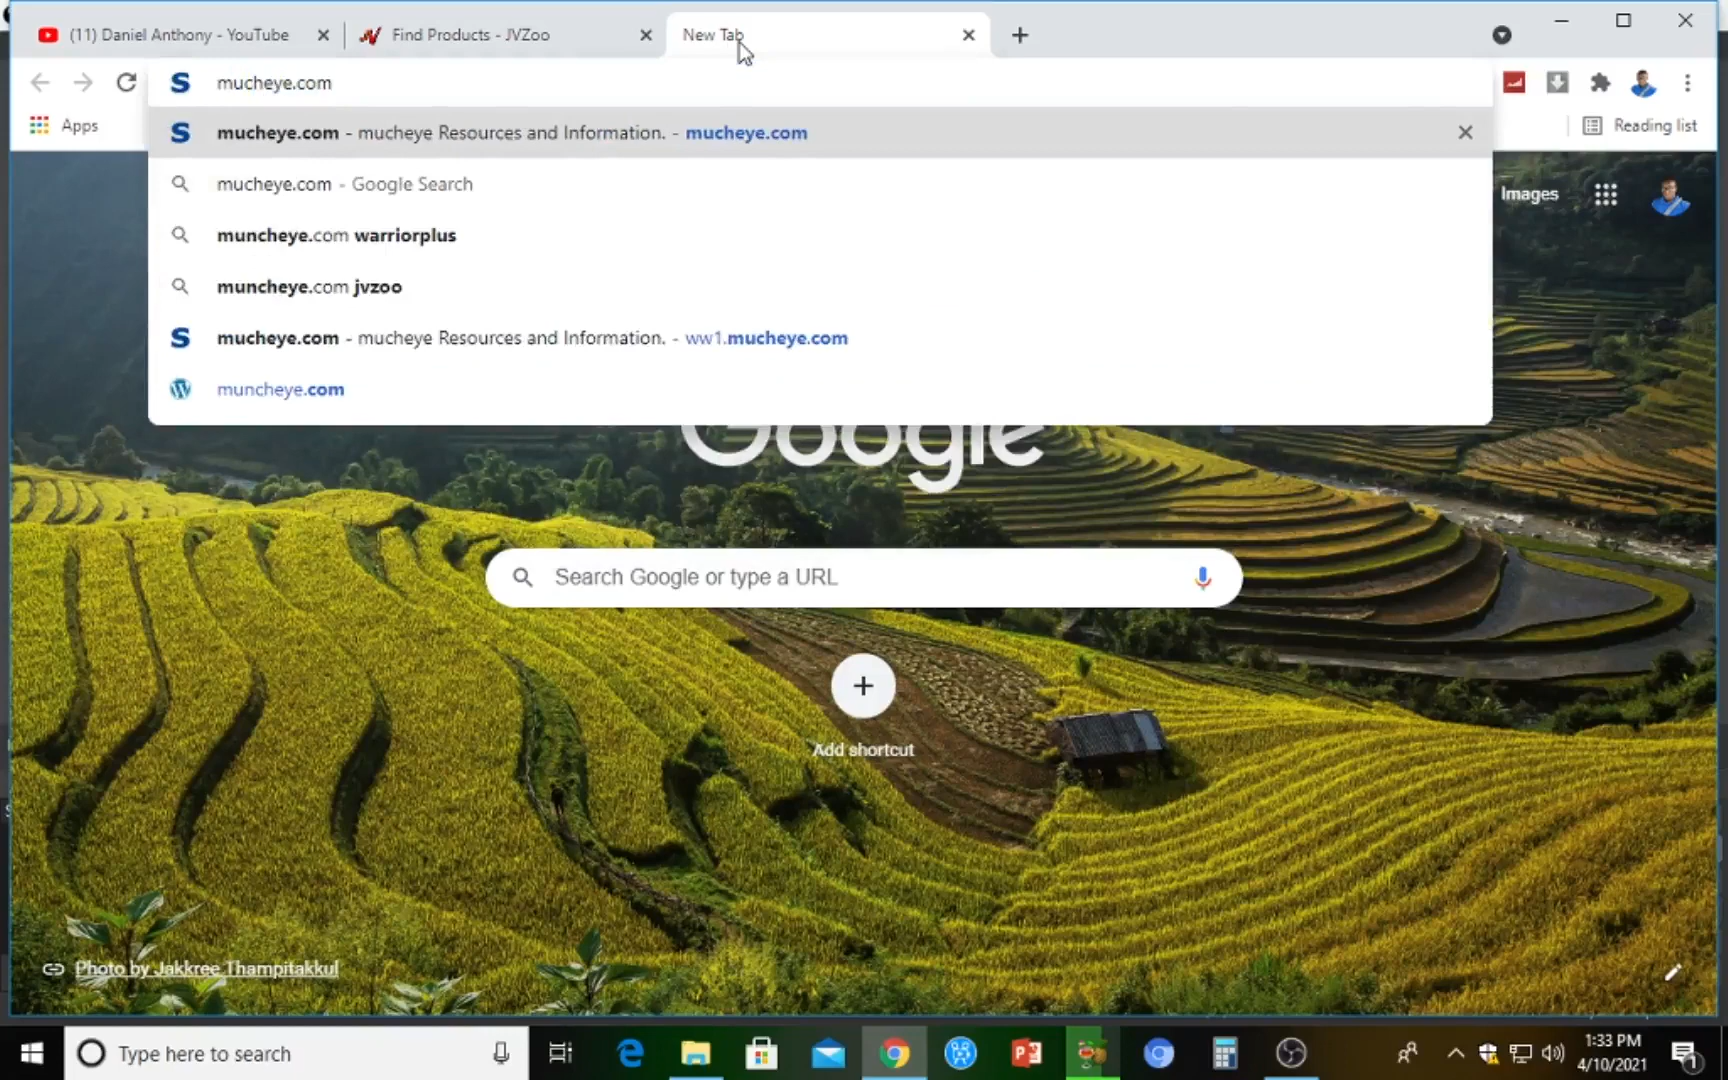 (11) Daniel Anthony - YouTube
Find Products - JVZoo
New Tab
mucheye.com
Apps
Reading list
mucheye.com - mucheye Resources and Information. - mucheye.com
mucheye.com - Google Search
muncheye.com warriorplus
muncheye.com jvzoo
mucheye.com - mucheye Resources and Information. - ww1.mucheye.com
muncheye.com
Images
Google
Search Google or type a URL
Add shortcut
Photo by Jakkree Thampitakkul
Type here to search
1:33 PM
4/10/2021
1